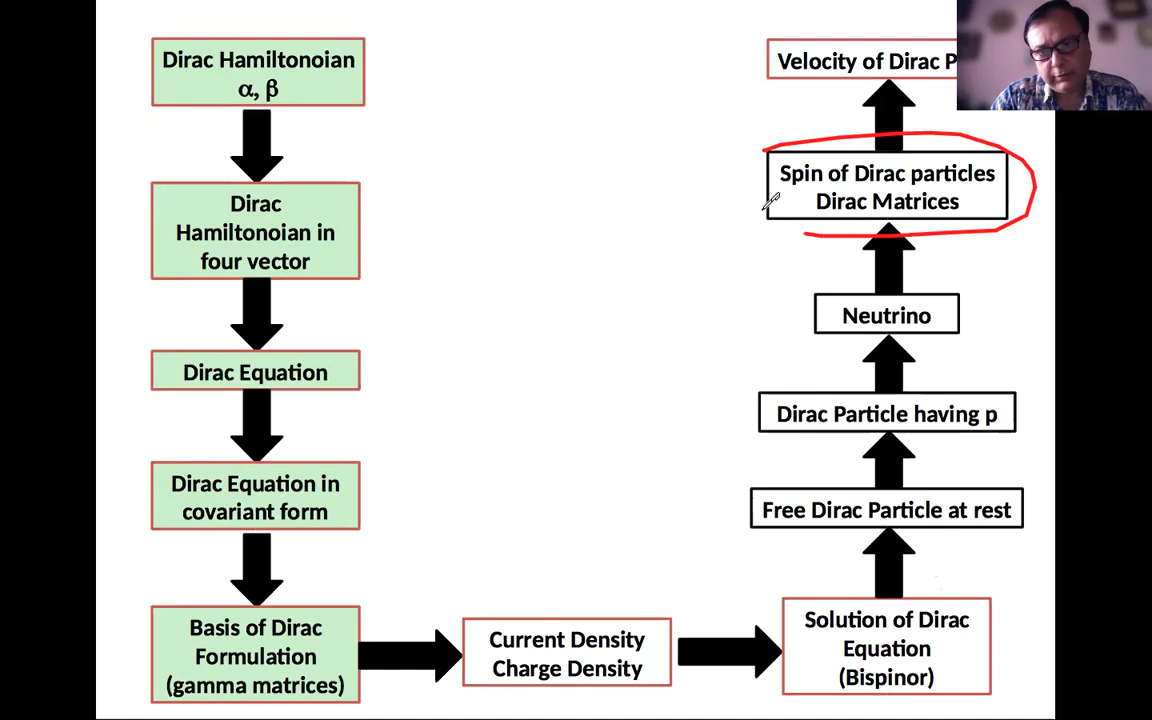 Dirac Hamiltonoian
α, β
Dirac
Hamiltonoian in
four vector
Dirac Equation
Dirac Equation in
covariant form
Basis of Dirac
Formulation
(gamma matrices)
Current Density
Charge Density
Solution of Dirac
Equation
(Bispinor)
Free Dirac Particle at rest
Dirac Particle having p
Neutrino
Spin of Dirac particles
Dirac Matrices
Velocity of Dirac P